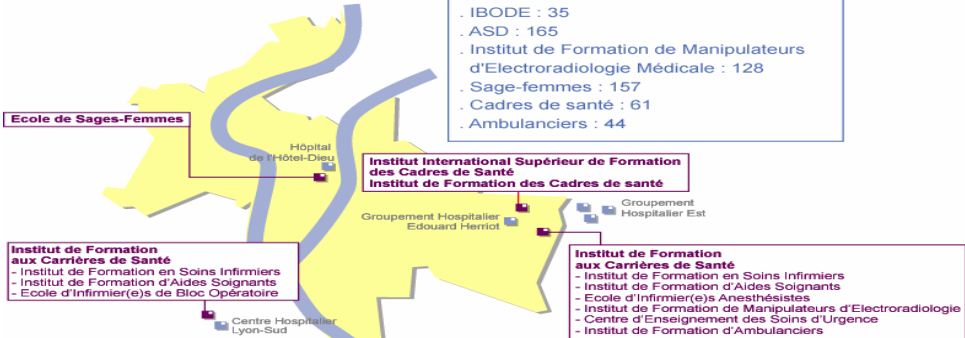 . IBODE : 35
. ASD : 165
. Institut de Formation de Manipulateurs
d'Electroradiologie Médicale : 128
. Sage-femmes : 157
. Cadres de santé : 61
. Ambulanciers : 44
Ecole de Sages-Femmes
Hôpital
de l'Hôtel-Dieu
Institut International Supérieur de Formation
des Cadres de Santé
Institut de Formation des Cadres de santé
Groupement Hospitalier
Edouard Herriot
Groupement
Hospitalier Est
Institut de Formation
aux Carrières de Santé
- Institut de Formation en Soins Infirmiers
- Institut de Formation d'Aides Soignants
- Ecole d'Infirmier(e)s de Bloc Opératoire
Centre Hospitalier
Lyon-Sud
Institut de Formation
aux Carrières de Santé
- Institut de Formation en Soins Infirmiers
- Institut de Formation d'Aides Soignants
- Ecole d'Infirmier(e)s Anesthésistes
- Institut de Formation de Manipulateurs d'Electroradiologie
- Centre d'Enseignement des Soins d'Urgence
- Institut de Formation d'Ambulanciers